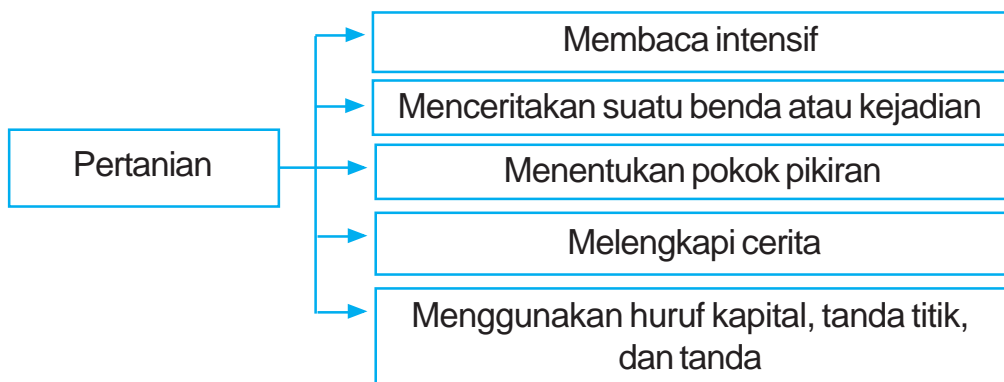 Membaca intensif
Menceritakan suatu benda atau kejadian
Pertanian
Menentukan pokok pikiran
Melengkapi cerita
Menggunakan huruf kapital, tanda titik,
dan tanda